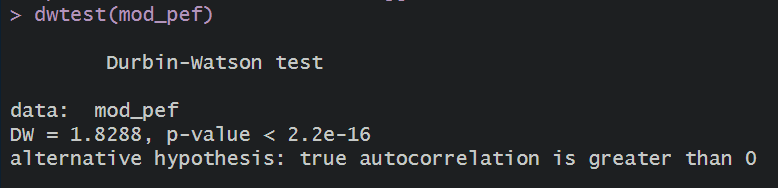 > dwtest(mod_pef)
Durbin-Watson test
data:  mod_pef
DW = 1.8288, p-value < 2.2e-16
alternative hypothesis: true autocorrelation is greater than 0